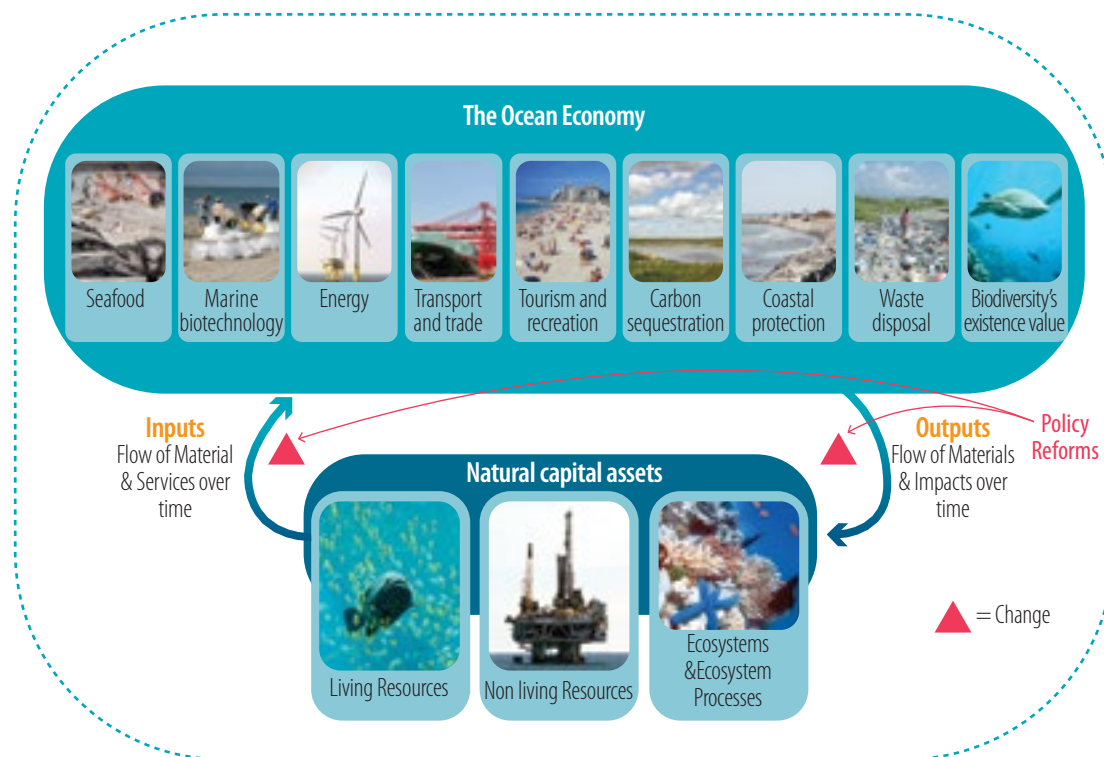 The Ocean Economy
Seafood
Marine
biotechnology
Energy
Transport
and trade
Tourism and
recreation
Carbon
sequestration
Coastal
protection
Waste
disposal
Biodiversity's
existence value
Inputs
Flow of Material
& Services over
time
Outputs
Flow of Materials
& Impacts over
time
Policy
Reforms
Natural capital assets
Living Resources
Non living Resources
Ecosystems
&Ecosystem
Processes
= Change